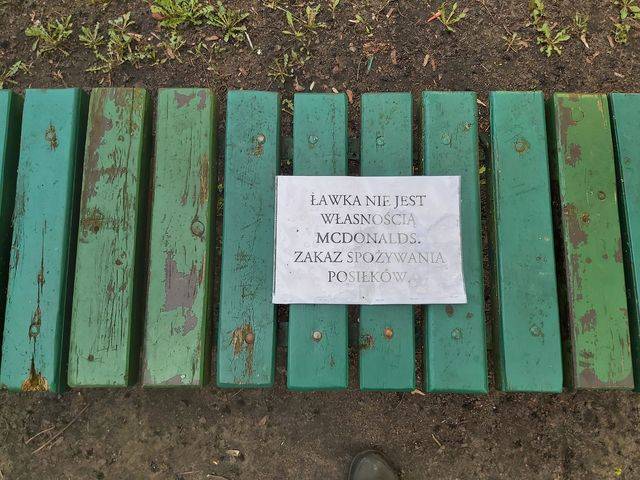 ŁAWKA NIE JEST
WŁASNOŚCIĄ
MCDONALDS.
ZAKAZ SPOŻYWANIA
POSIŁKÓW.